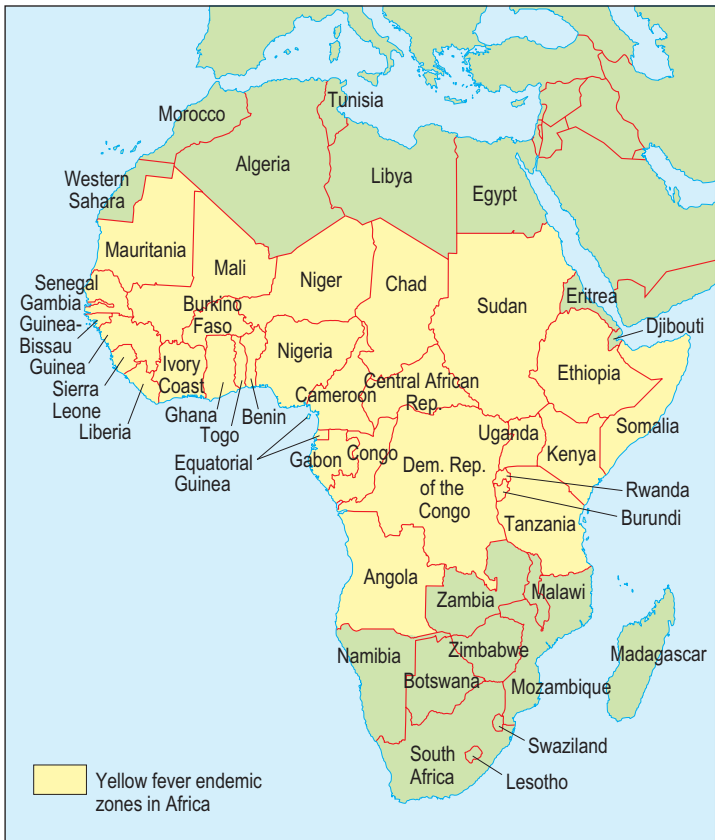 Tunisia
Morocco
Algeria
Libya
Egypt
Western
Sahara
Mauritania
Mali
Niger
Chad
Sudan
Eritrea
Djibouti
Senegal
Gambia
Guinea-
Bissau
Guinea
Sierra
Leone
Liberia
Burkino
Faso
Ivory
Coast
Ghana
Togo
Benin
Nigeria
Cameroon
Central African
Rep.
Ethiopia
Somalia
Equatorial
Guinea
Gabon
Congo
Dem. Rep.
of the
Congo
Uganda
Kenya
Rwanda
Burundi
Tanzania
Angola
Zambia
Malawi
Zimbabwe
Namibia
Botswana
Mozambique
Madagascar
Swaziland
South
Africa
Lesotho
Yellow fever endemic
zones in Africa